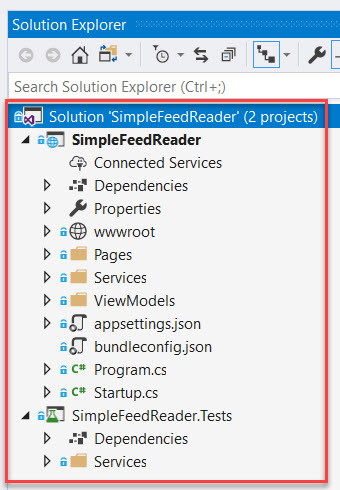 Solution Explorer
Search Solution Explorer (Ctrl+;)
Solution 'SimpleFeedReader' (2 projects)
SimpleFeedReader
Connected Services
Dependencies
Properties
wwwroot
Pages
Services
ViewModels
appsettings.json
bundleconfig.json
C# Program.cs
C# Startup.cs
SimpleFeedReader.Tests
Dependencies
Services